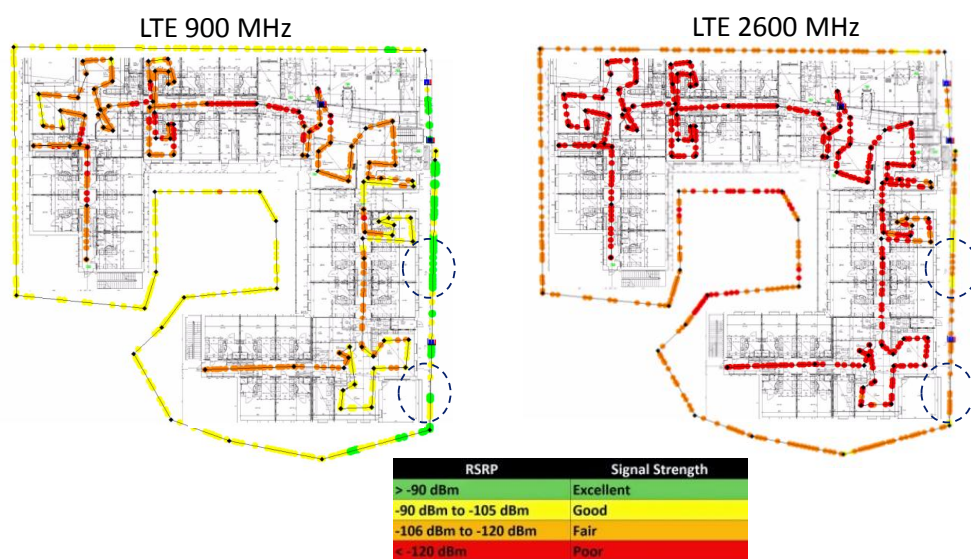 LTE 900 MHz
LTE 2600 MHz
RSRP Signal Strength
> -90 dBm Excellent
-90 dBm to -105 dBm Good
-106 dBm to -120 dBm Fair
< -120 dBm Poor